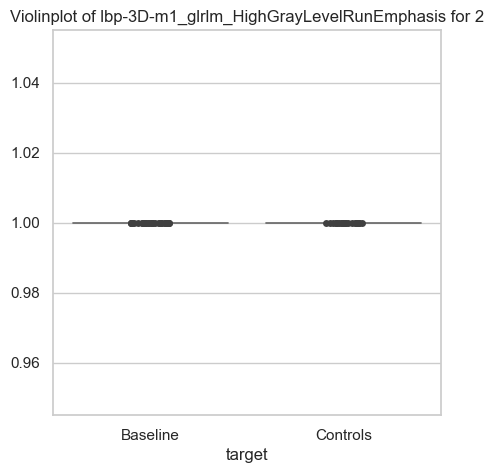 Violinplot of lbp-3D-m1_glrlm_HighGrayLevelRunEmphasis for 2
1.04
1.02
1.00
0.98
0.96
Baseline
Controls
target